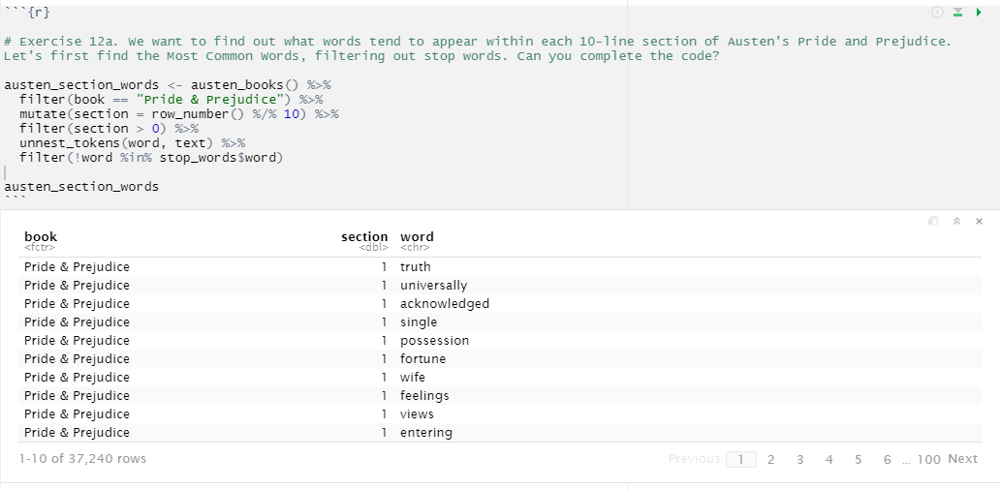 ```{r}
# Exercise 12a. We want to find out what words tend to appear within each 10-line section of Austen's Pride and Prejudice.
Let's first find the Most Common Words, filtering out stop words. Can you complete the code?
austen_section_words <- austen_books() %>%
  filter(book == "Pride & Prejudice") %>%
  mutate(section = row_number() %/% 10) %>%
  filter(section > 0) %>%
  unnest_tokens(word, text) %>%
  filter(!word %in% stop_words$word)
austen_section_words
```
book section word
<fctr> <dbl> <chr>
Pride & Prejudice 1 truth
Pride & Prejudice 1 universally
Pride & Prejudice 1 acknowledged
Pride & Prejudice 1 single
Pride & Prejudice 1 possession
Pride & Prejudice 1 fortune
Pride & Prejudice 1 wife
Pride & Prejudice 1 feelings
Pride & Prejudice 1 views
Pride & Prejudice 1 entering
1-10 of 37,240 rows Previous 1 2 3 4 5 6 ... 100 Next